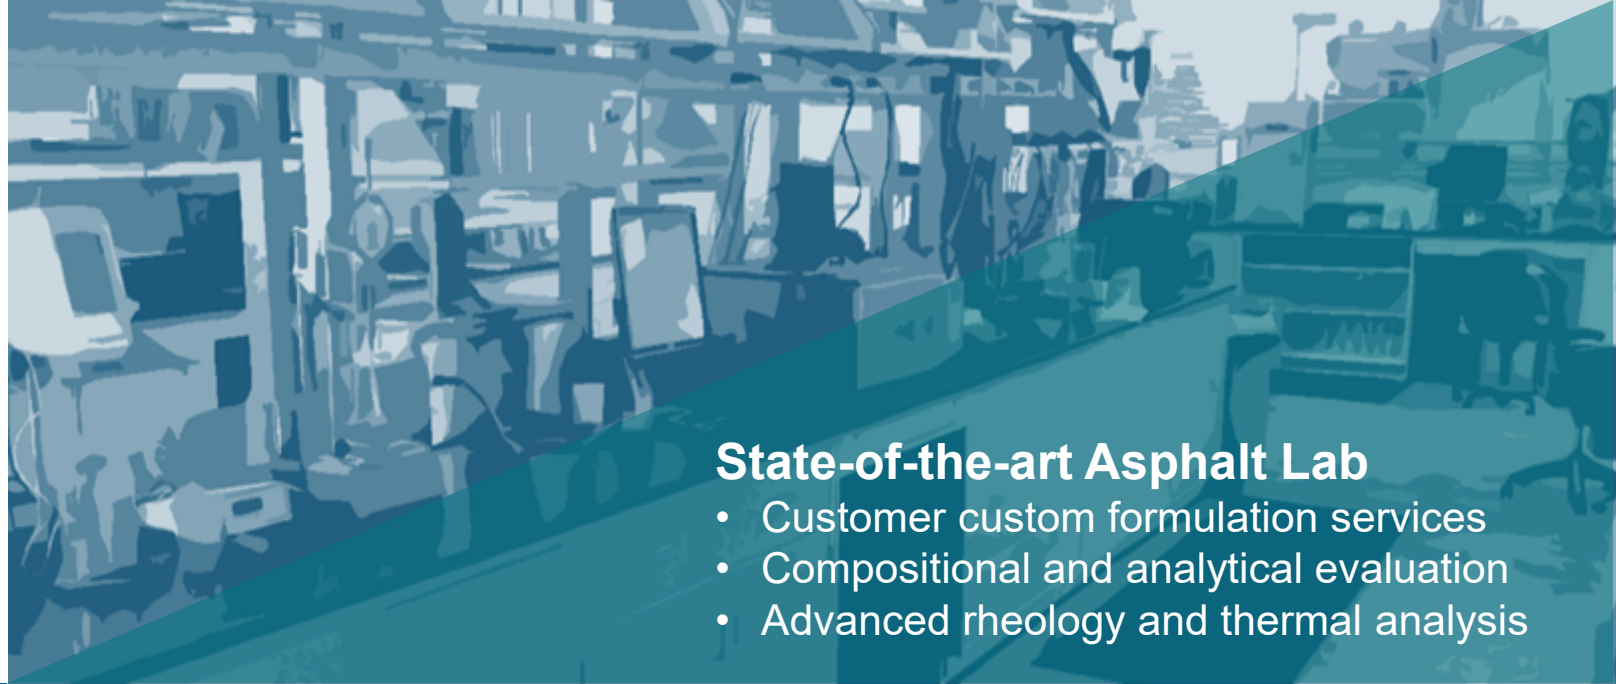 State-of-the-art Asphalt Lab
• Customer custom formulation services
• Compositional and analytical evaluation
• Advanced rheology and thermal analysis